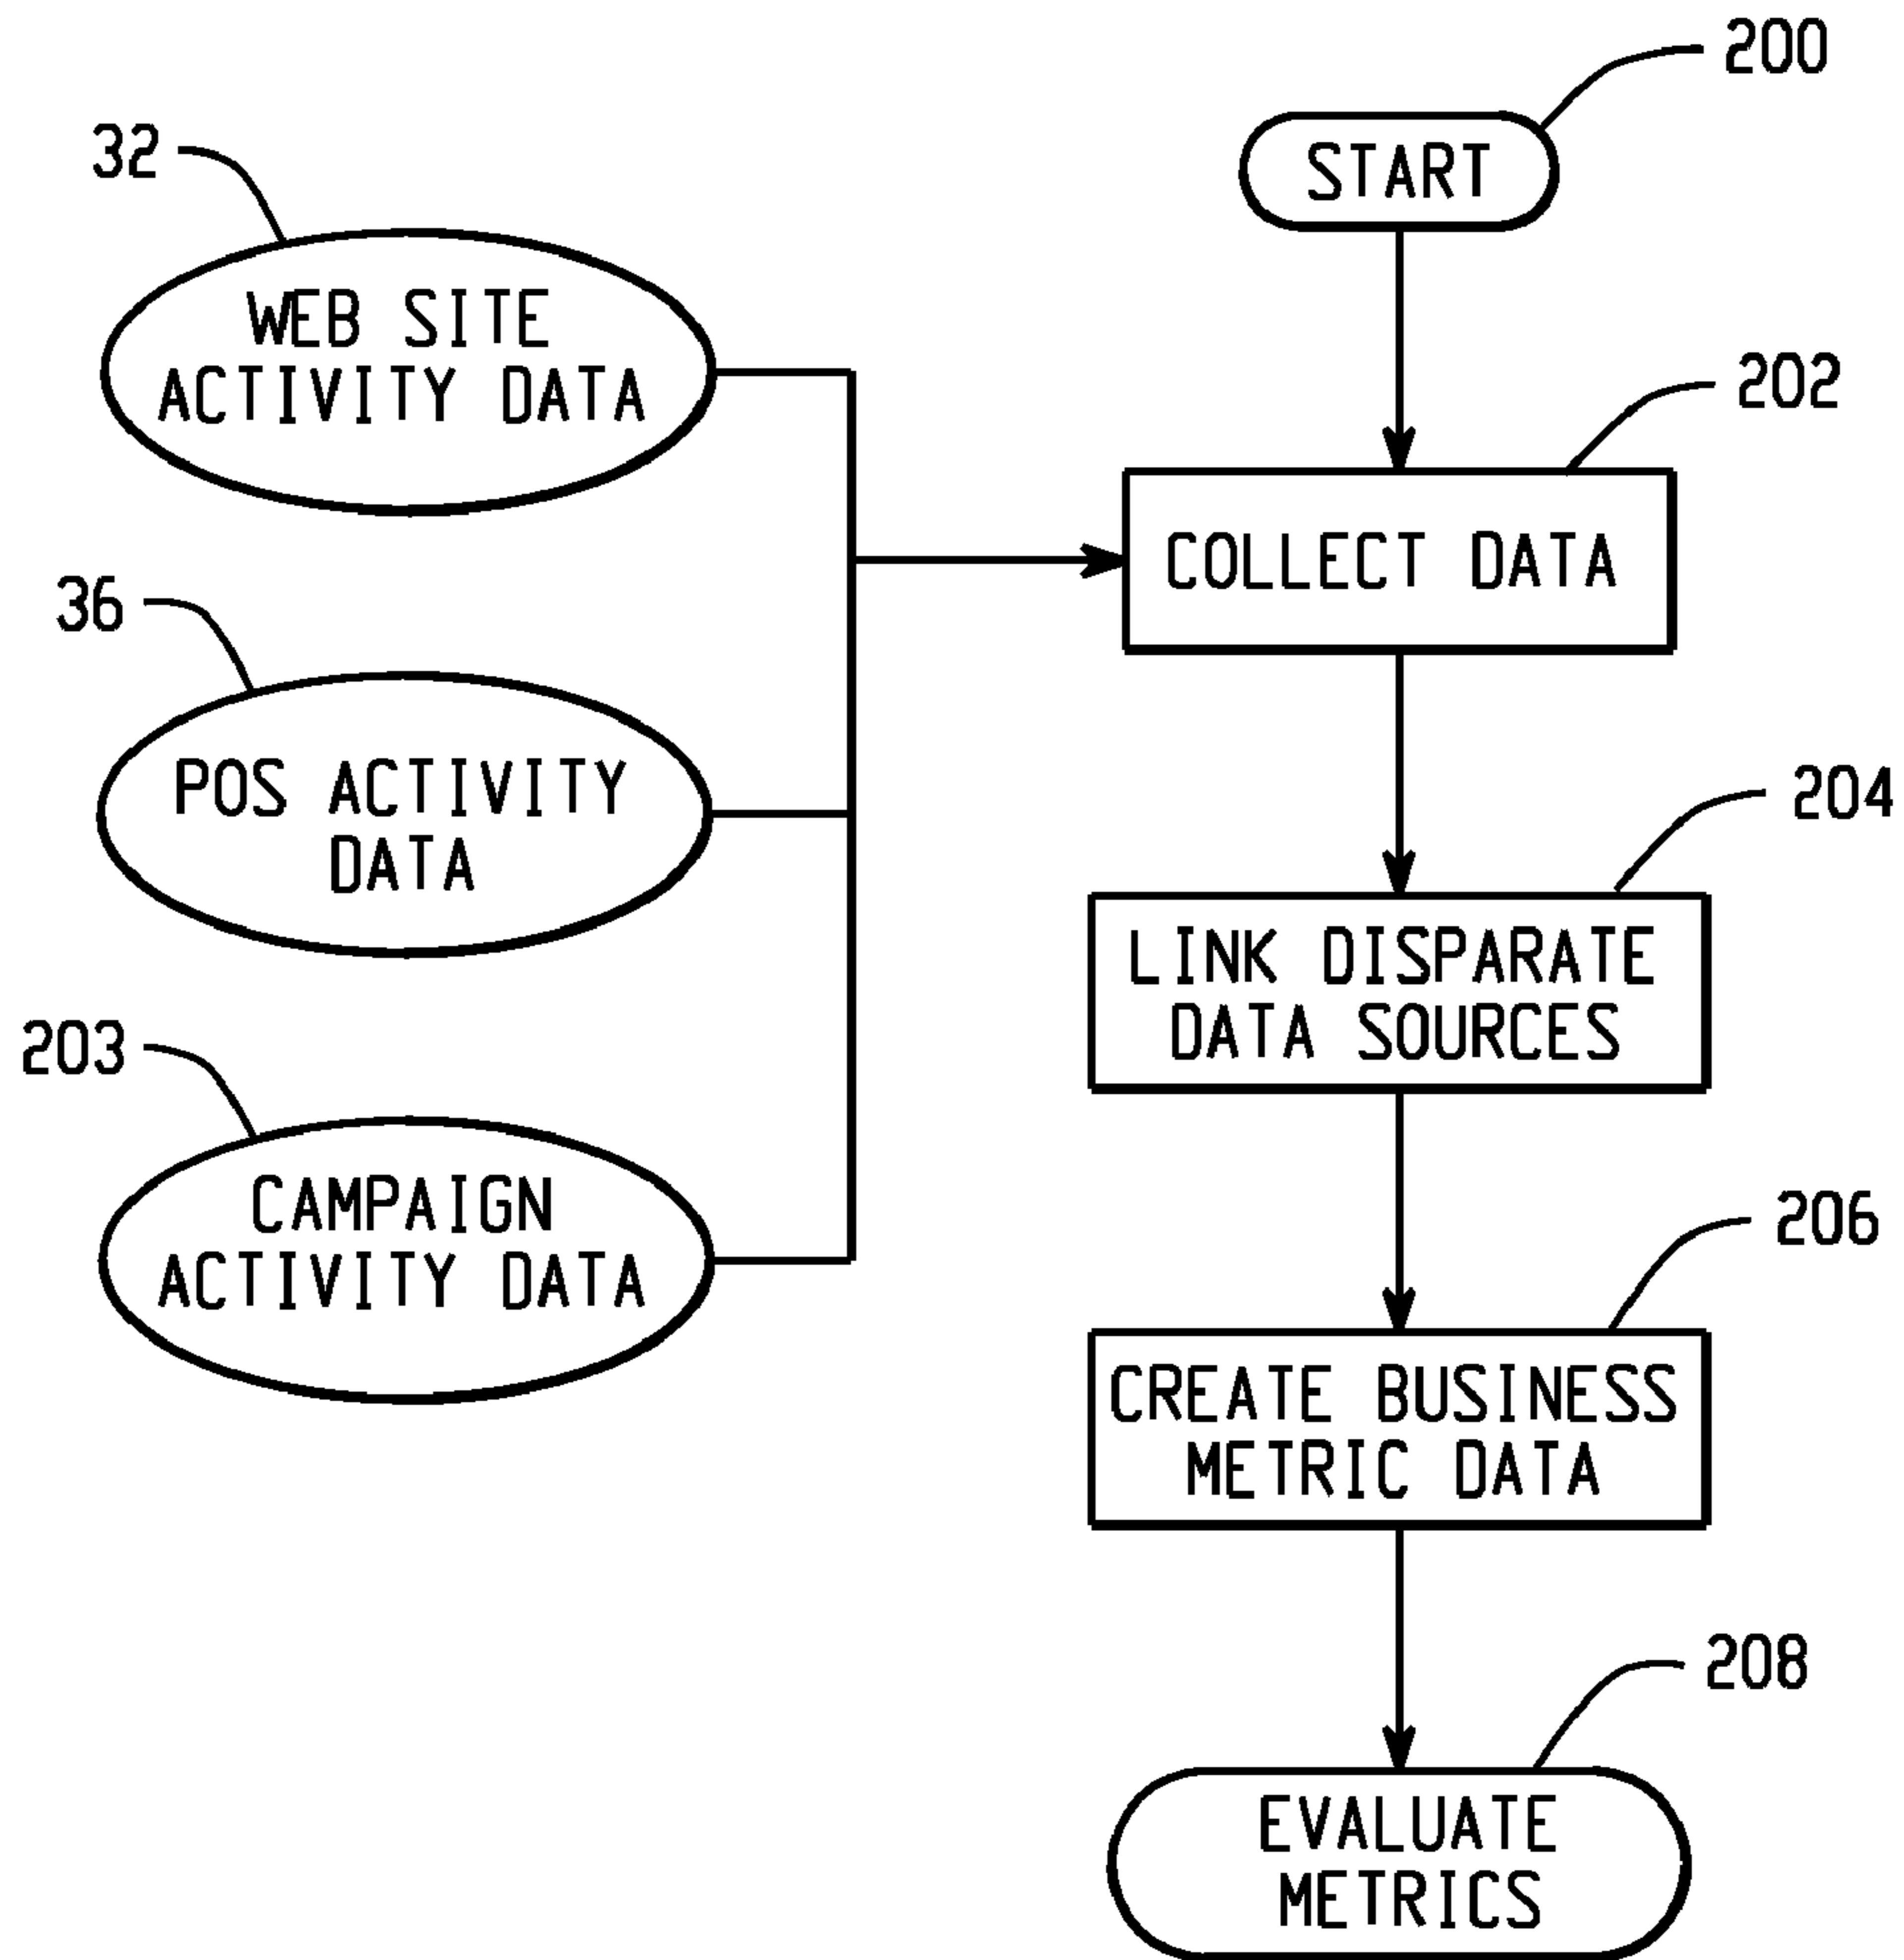 200
START
32
WEB SITE
ACTIVITY DATA
202
COLLECT DATA
36
POS ACTIVITY
DATA
204
LINK DISPARATE
DATA SOURCES
203
CAMPAIGN
ACTIVITY DATA
206
CREATE BUSINESS
METRIC DATA
208
EVALUATE
METRICS